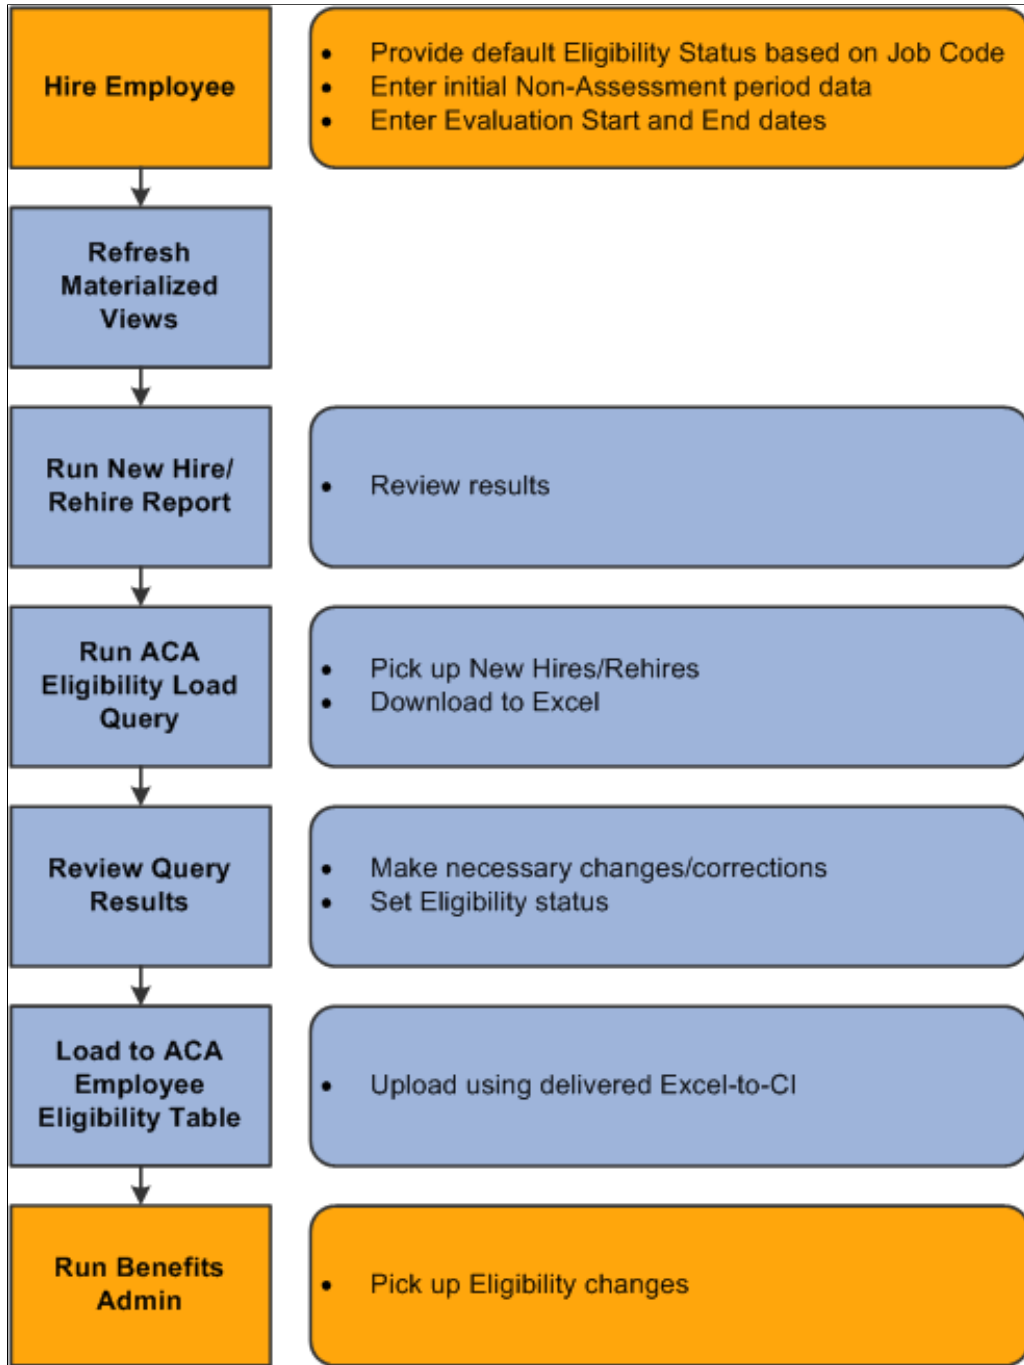 Hire Employee
• Provide default Eligibility Status based on Job Code
• Enter initial Non-Assessment period data
• Enter Evaluation Start and End dates
Refresh
Materialized
Views
Run New Hire/
Rehire Report
• Review results
Run ACA
Eligibility Load
Query
• Pick up New Hires/Rehires
• Download to Excel
Review Query
Results
• Make necessary changes/corrections
• Set Eligibility status
Load to ACA
Employee
Eligibility Table
• Upload using delivered Excel-to-CI
Run Benefits
Admin
• Pick up Eligibility changes